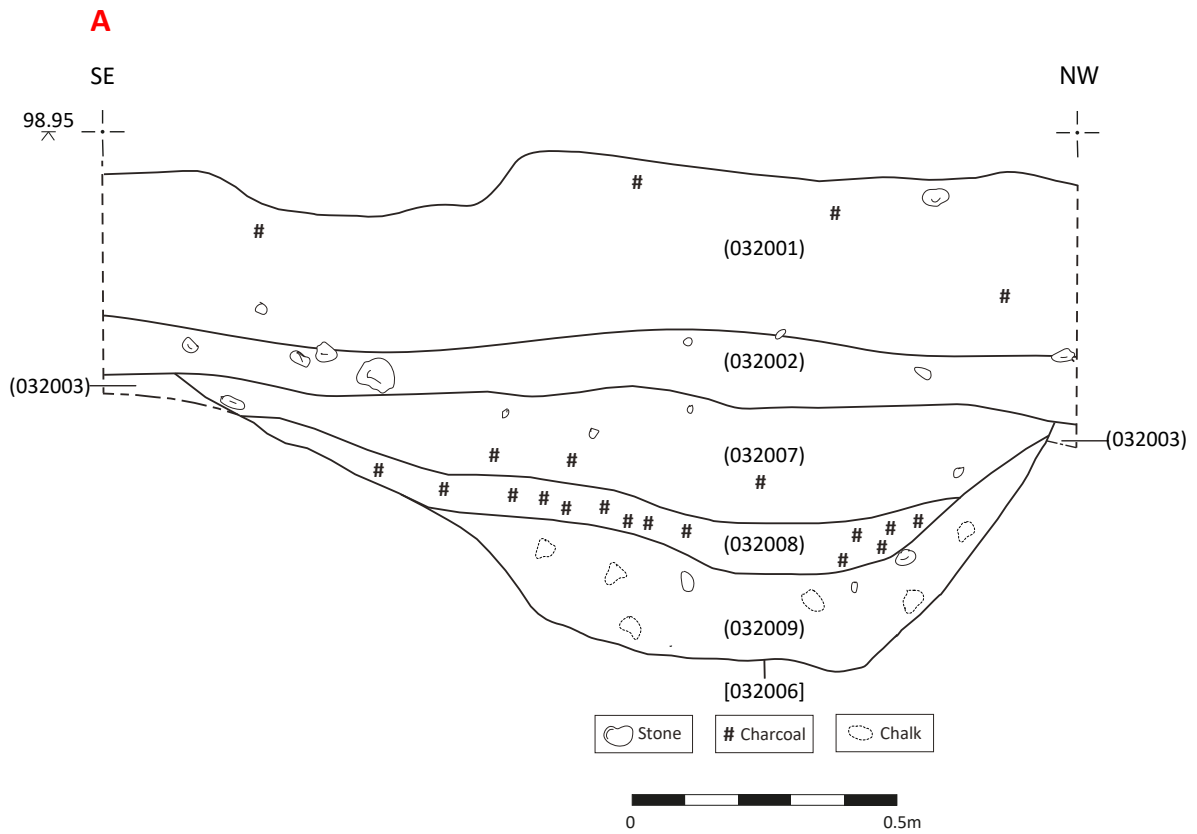 A
SE
NW
98.95
#
#
#
(032001)
#
(032002)
(032003)
(032003)
(032007)
# # #
# # # # # # # # # #
(032008)
# # # # #
(032009)
[032006]
Stone
# Charcoal
Chalk
0
0.5m